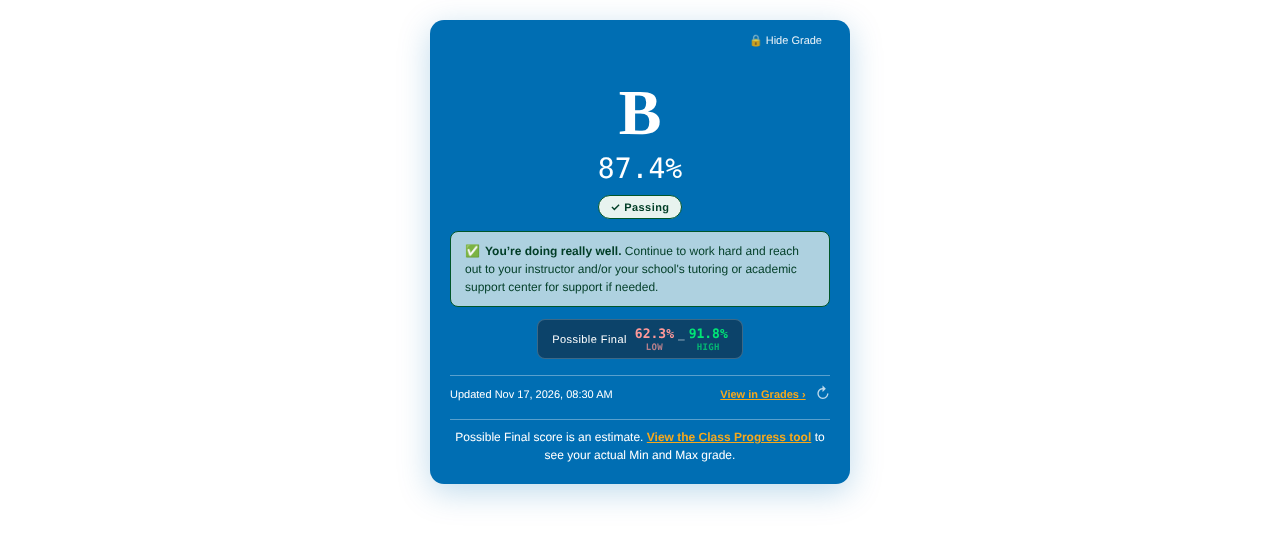 🔒 Hide Grade
B
87.4%
✓ Passing
✅ You’re doing really well. Continue to work hard and reach
out to your instructor and/or your school's tutoring or academic
support center for support if needed.
Possible Final 62.3% – 91.8%
LOW HIGH
Updated Nov 17, 2026, 08:30 AM View in Grades › ↻
Possible Final score is an estimate. View the Class Progress tool to
see your actual Min and Max grade.